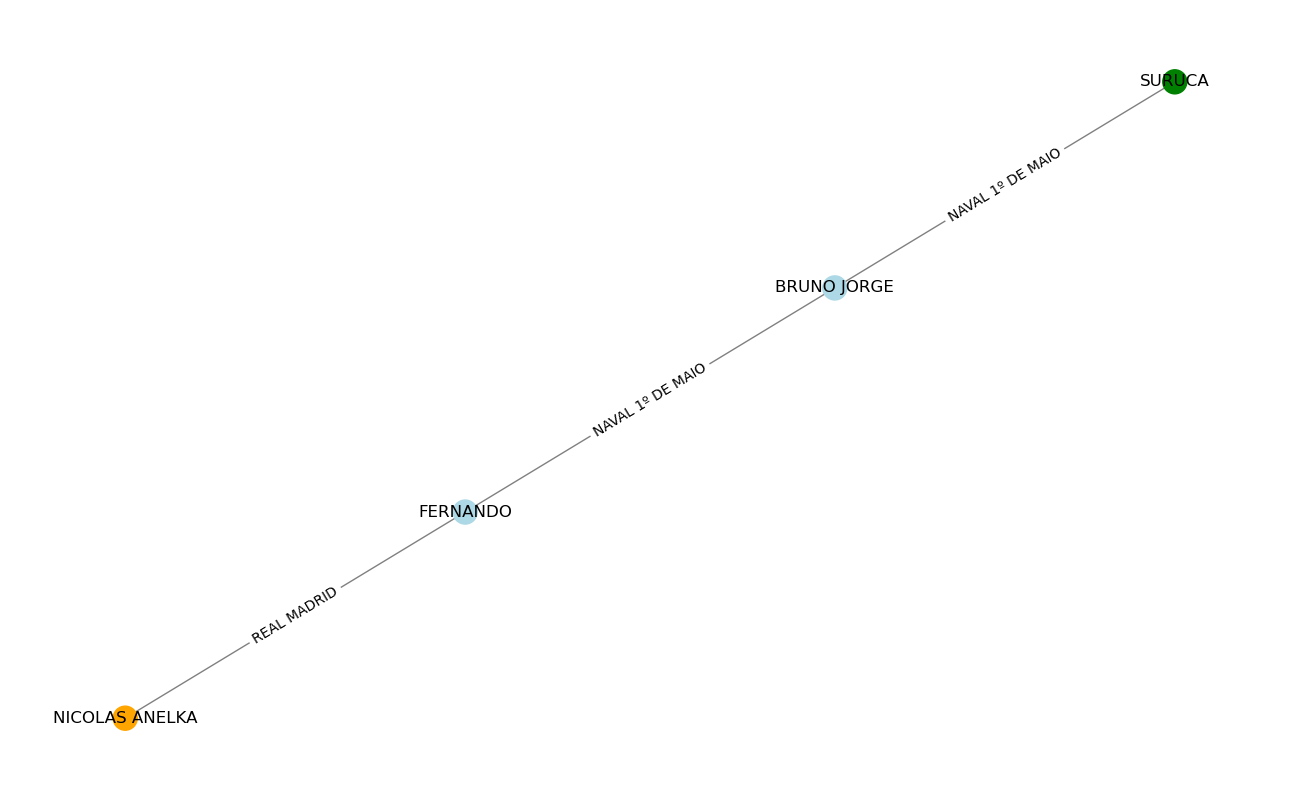 SURUCA
NAVAL 1º DE MAIO
BRUNO JORGE
NAVAL 1º DE MAIO
FERNANDO
REAL MADRID
NICOLAS ANELKA